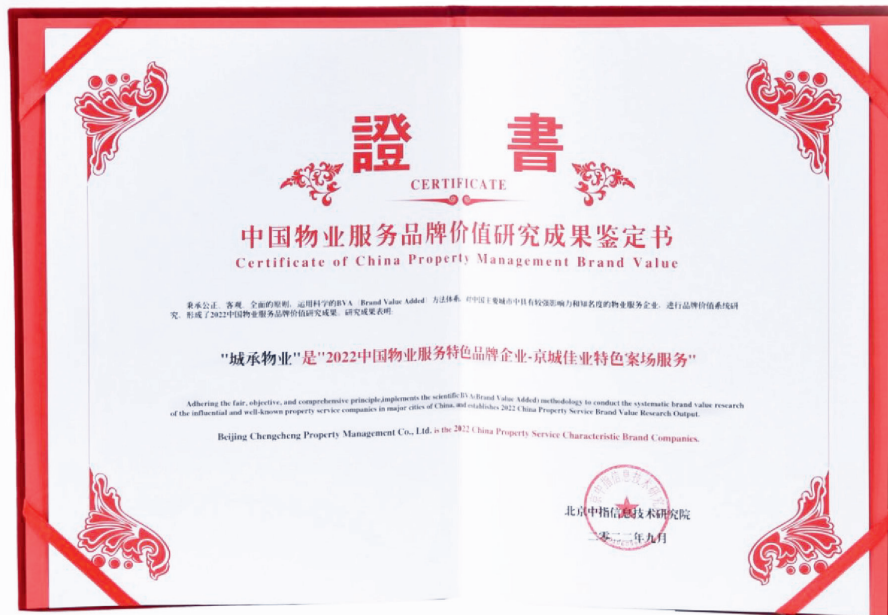 證 書
CERTIFICATE
中国物业服务品牌价值研究成果鉴定书
Certificate of China Property Management Brand Value
秉承公正、客观、全面的原则，运用科学的BVA（Brand Value Added）方法体系，对中国主要城市中具有较强影响力和知名度的物业服务企业，进行品牌价值系统研
究，形成了2022中国物业服务品牌价值研究成果。研究成果表明：
"城承物业"是"2022中国物业服务特色品牌企业-京城佳业特色案场服务"
Adhering the fair, objective, and comprehensive principle,implements the scientific BVA(Brand Value Added) methodology to conduct the systematic brand value research
of the influential and well-known property service companies in major cities of China, and establishes 2022 China Property Service Brand Value Research Output.
Beijing Chengcheng Property Management Co., Ltd. is the 2022 China Property Service Characteristic Brand Companies.
北京中指信息技术研究院
二零二二年九月